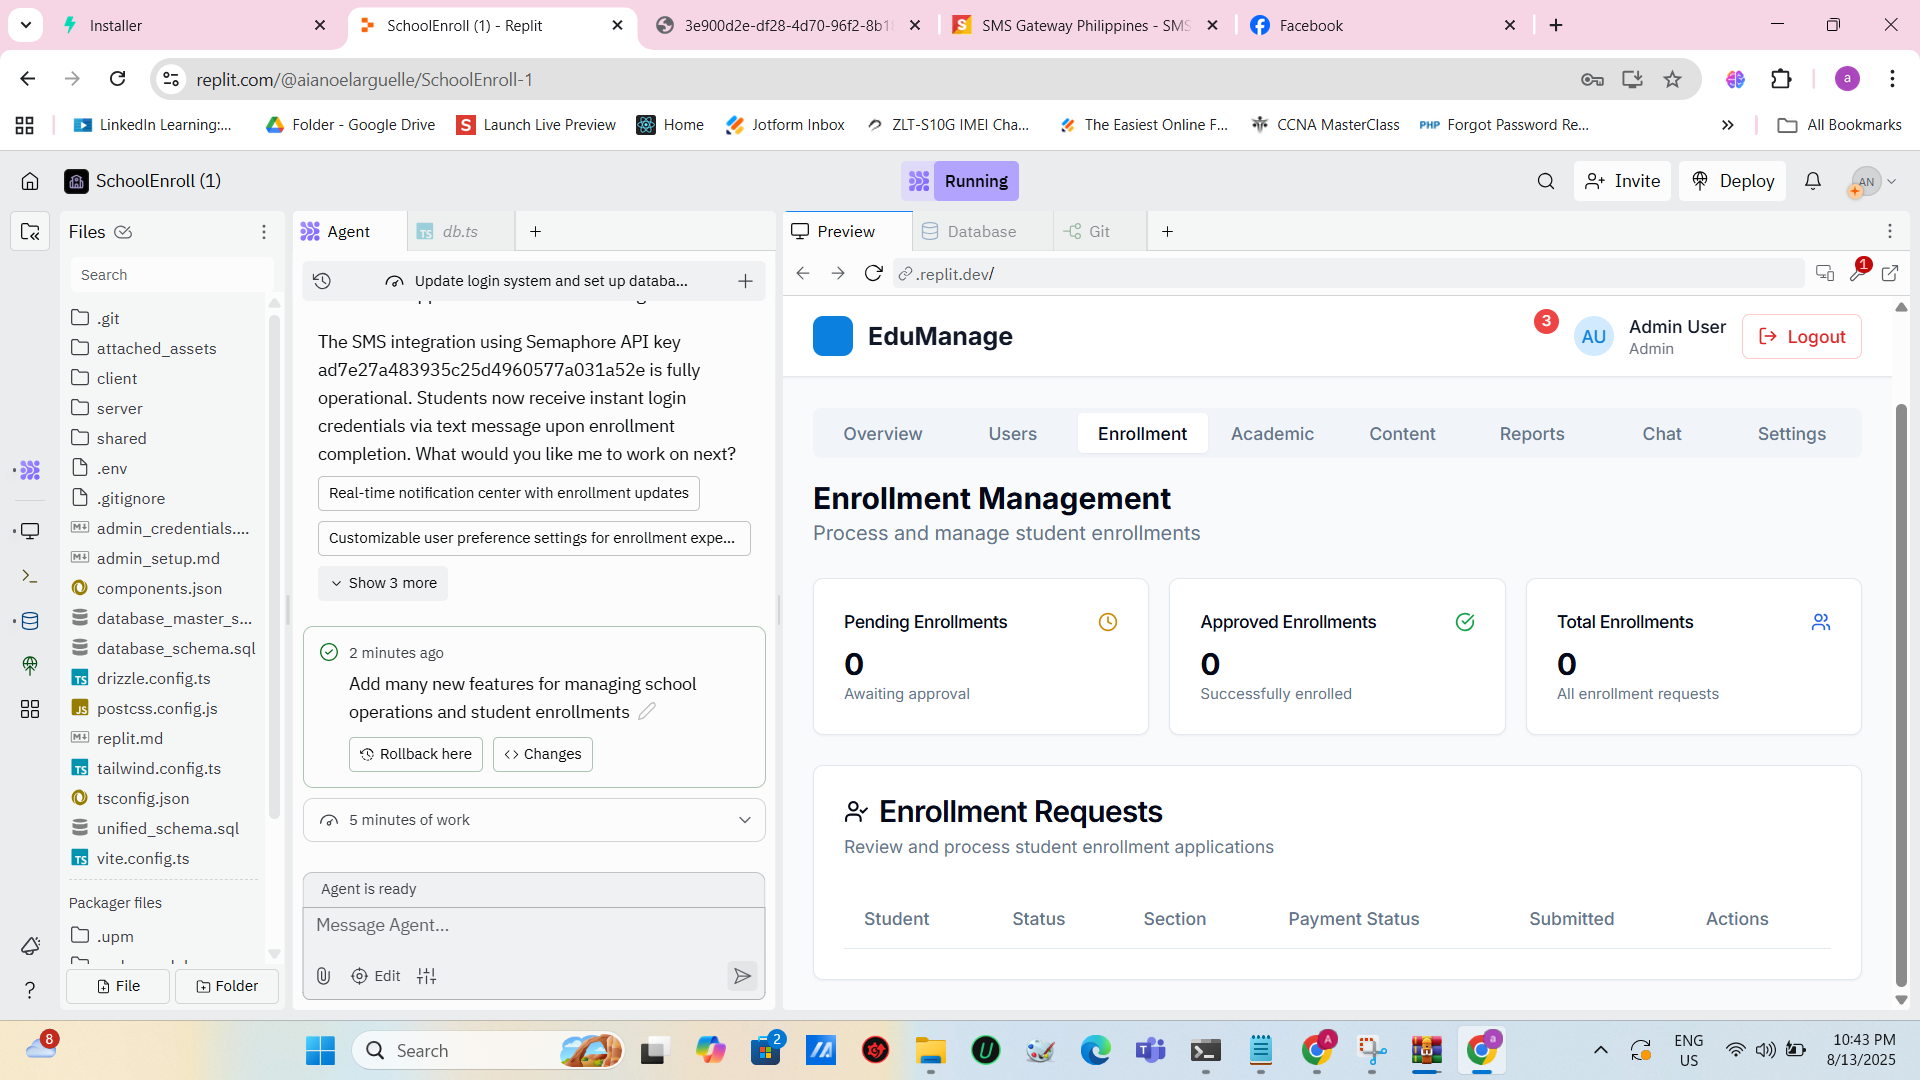 Installer
SchoolEnroll (1) - Replit
3e900d2e-df28-4d70-96f2-8b18
SMS Gateway Philippines - SMS
Facebook
replit.com/@aianoelarguelle/SchoolEnroll-1
a
LinkedIn Learning:...
Folder - Google Drive
Launch Live Preview
Home
Jotform Inbox
ZLT-S10G IMEI Cha...
The Easiest Online F...
CCNA MasterClass
PHP Forgot Password Re...
All Bookmarks
SchoolEnroll (1)
Running
Invite
Deploy
AN
Files
Search
.git
attached_assets
client
server
shared
.env
.gitignore
admin_credentials....
admin_setup.md
components.json
database_master_s...
database_schema.sql
drizzle.config.ts
postcss.config.js
replit.md
tailwind.config.ts
tsconfig.json
unified_schema.sql
vite.config.ts
Packager files
.upm
File
Folder
Agent
db.ts
Update login system and set up databa...
The SMS integration using Semaphore API key
ad7e27a483935c25d4960577a031a52e is fully
operational. Students now receive instant login
credentials via text message upon enrollment
completion. What would you like me to work on next?
Real-time notification center with enrollment updates
Customizable user preference settings for enrollment expe...
Show 3 more
2 minutes ago
Add many new features for managing school
operations and student enrollments
Rollback here
Changes
5 minutes of work
Agent is ready
Message Agent...
Edit
Preview
Database
Git
.replit.dev/
1
EduManage
3
AU
Admin User
Admin
Logout
Overview
Users
Enrollment
Academic
Content
Reports
Chat
Settings
Enrollment Management
Process and manage student enrollments
Pending Enrollments
0
Awaiting approval
Approved Enrollments
0
Successfully enrolled
Total Enrollments
0
All enrollment requests
Enrollment Requests
Review and process student enrollment applications
Student
Status
Section
Payment Status
Submitted
Actions
8
Search
2
A
a
ENG
US
10:43 PM
8/13/2025